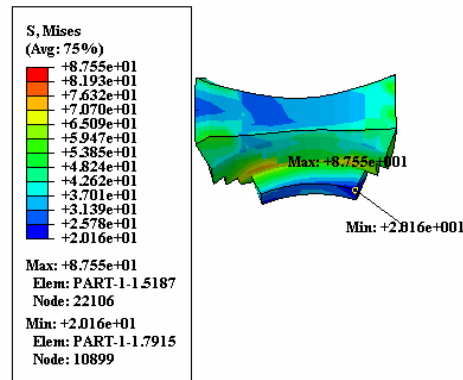 S, Mises
(Avg: 75%)
+8.755e+01
+8.193e+01
+7.632e+01
+7.070e+01
+6.509e+01
+5.947e+01
+5.385e+01
+4.824e+01
+4.262e+01
+3.701e+01
+3.139e+01
+2.578e+01
+2.016e+01
Max: +8.755e+01
Elem: PART-1-1.5187
Node: 22106
Min: +2.016e+01
Elem: PART-1-1.7915
Node: 10899
Max: +8.755e+001
Min: +2.016e+001